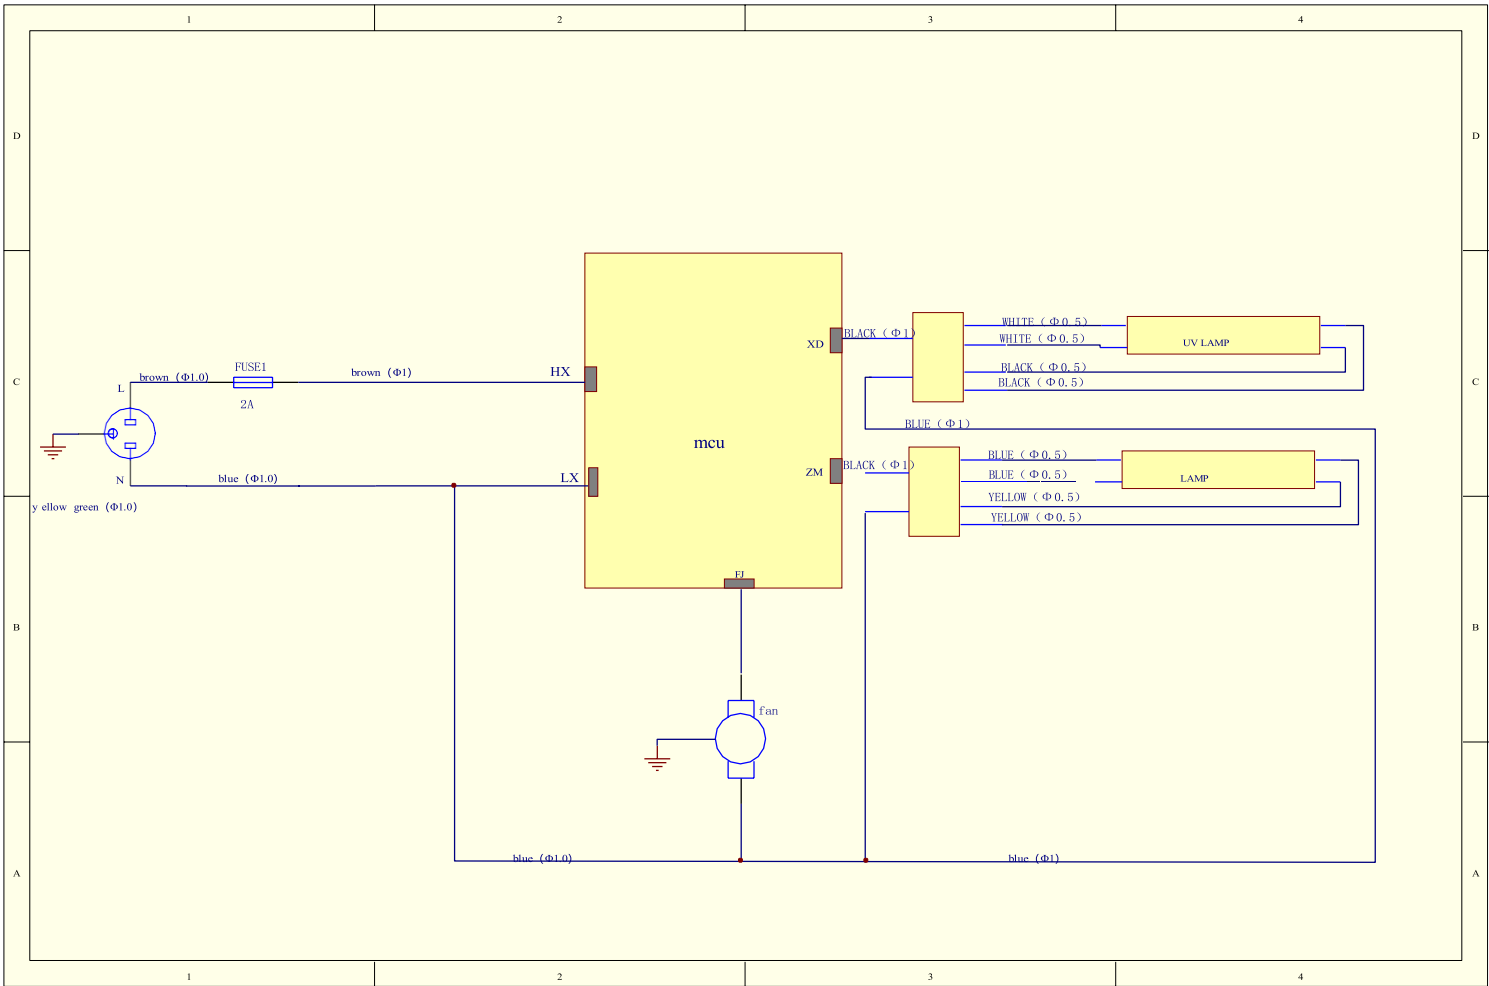 1 2 3 4
D D
WHITE (Φ0.5)
BLACK (Φ1)
WHITE (Φ0.5)
XD
UV LAMP
FUSE1
BLACK (Φ0.5)
brown (Φ1.0)
brown (Φ1)
HX
C C
BLACK (Φ0.5)
L
2A
BLUE (Φ1)
mcu
BLUE (Φ0.5)
BLACK (Φ1)
ZM
BLUE (Φ0.5)
N
blue (Φ1.0)
LX
LAMP
YELLOW (Φ0.5)
y ellow green (Φ1.0)
YELLOW (Φ0.5)
FJ
B B
fan
blue (Φ1.0)
blue (Φ1)
A A
1 2 3 4